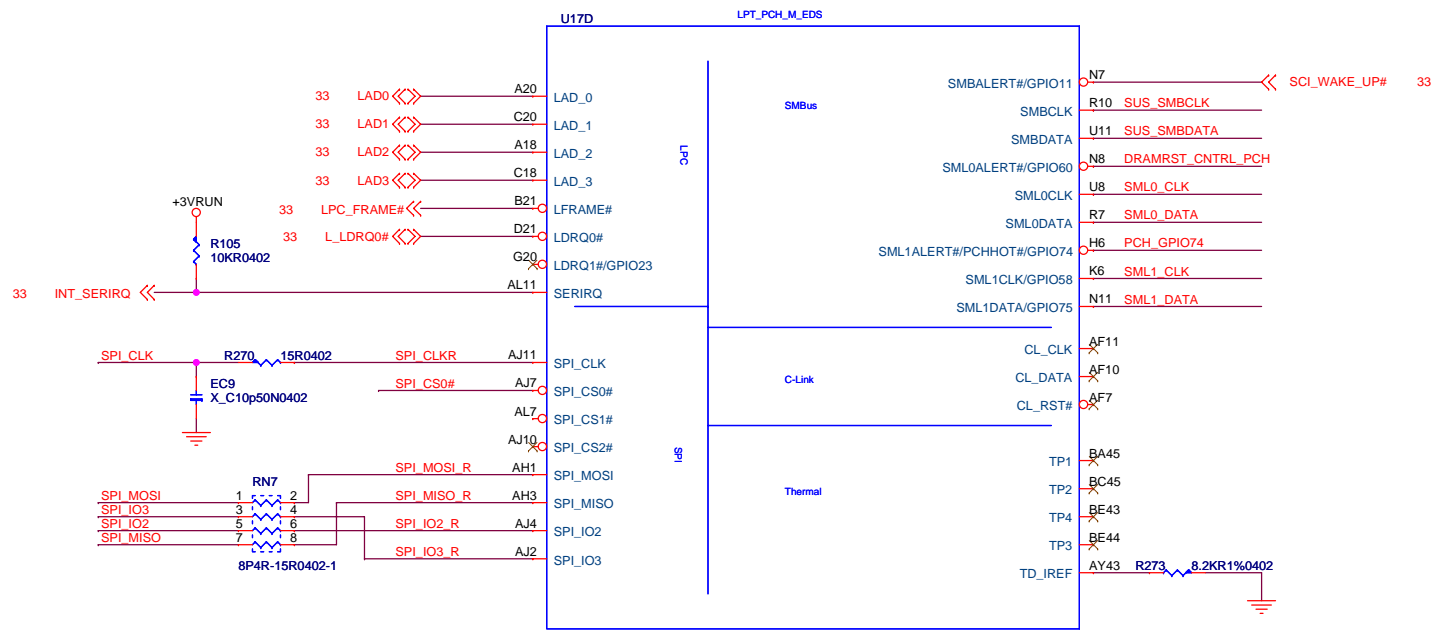 U17D
LPT_PCH_M_EDS
33 LAD0 A20 LAD_0
33 LAD1 C20 LAD_1
33 LAD2 A18 LAD_2
33 LAD3 C18 LAD_3
33 LPC_FRAME# B21 LFRAME#
33 L_LDRQ0# D21 LDRQ0#
G20 LDRQ1#/GPIO23
+3VRUN
R105
10KR0402
33 INT_SERIRQ AL11 SERIRQ
LPC
SPI_CLK R270 15R0402 SPI_CLKR AJ11 SPI_CLK
EC9
X_C10p50N0402
SPI_CS0# AJ7 SPI_CS0#
AL7 SPI_CS1#
AJ10 SPI_CS2#
SPI_MOSI_R AH1 SPI_MOSI
SPI_MISO_R AH3 SPI_MISO
SPI_IO2_R AJ4 SPI_IO2
SPI_IO3_R AJ2 SPI_IO3
SPI
RN7
SPI_MOSI 1 2
SPI_IO3 3 4
SPI_IO2 5 6
SPI_MISO 7 8
8P4R-15R0402-1
SMBus
SMBALERT#/GPIO11 N7 SCI_WAKE_UP# 33
SMBCLK R10 SUS_SMBCLK
SMBDATA U11 SUS_SMBDATA
SML0ALERT#/GPIO60 N8 DRAMRST_CNTRL_PCH
SML0CLK U8 SML0_CLK
SML0DATA R7 SML0_DATA
SML1ALERT#/PCHHOT#/GPIO74 H6 PCH_GPIO74
SML1CLK/GPIO58 K6 SML1_CLK
SML1DATA/GPIO75 N11 SML1_DATA
C-Link
CL_CLK AF11
CL_DATA AF10
CL_RST# AF7
Thermal
TP1 BA45
TP2 BC45
TP4 BE43
TP3 BE44
TD_IREF AY43 R273 8.2KR1%0402